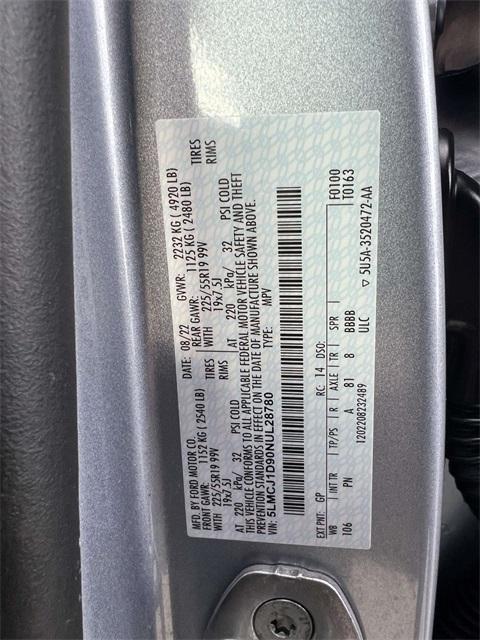 MFD. BY FORD MOTOR CO.
DATE: 08/22 GVWR: 2232 KG ( 4920 LB)
FRONT GAWR: 1152 KG ( 2540 LB) REAR GAWR: 1125 KG ( 2480 LB)
WITH 225/55R19 99V TIRES WITH 225/55R19 99V TIRES
19x7.5J RIMS 19x7.5J RIMS
AT 220 kPa/ 32 PSI COLD AT 220 kPa/ 32 PSI COLD
THIS VEHICLE CONFORMS TO ALL APPLICABLE FEDERAL MOTOR VEHICLE SAFETY AND THEFT
PREVENTION STANDARDS IN EFFECT ON THE DATE OF MANUFACTURE SHOWN ABOVE.
VIN: 5LMCJ1D90NUL28780 TYPE: MPV
EXT PNT: GP RC: 14 DSO: F0100
WB INT TR TP/PS R AXLE TR SPR T0163
106 PN A 81 8 BBBB
ULC
1202208232489 ▽ 5U5A-3520472-AA